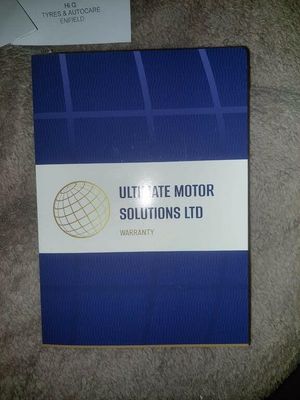 Hi Q
TYRES & AUTOCARE
ENFIELD
ULTIMATE MOTOR
SOLUTIONS LTD
WARRANTY